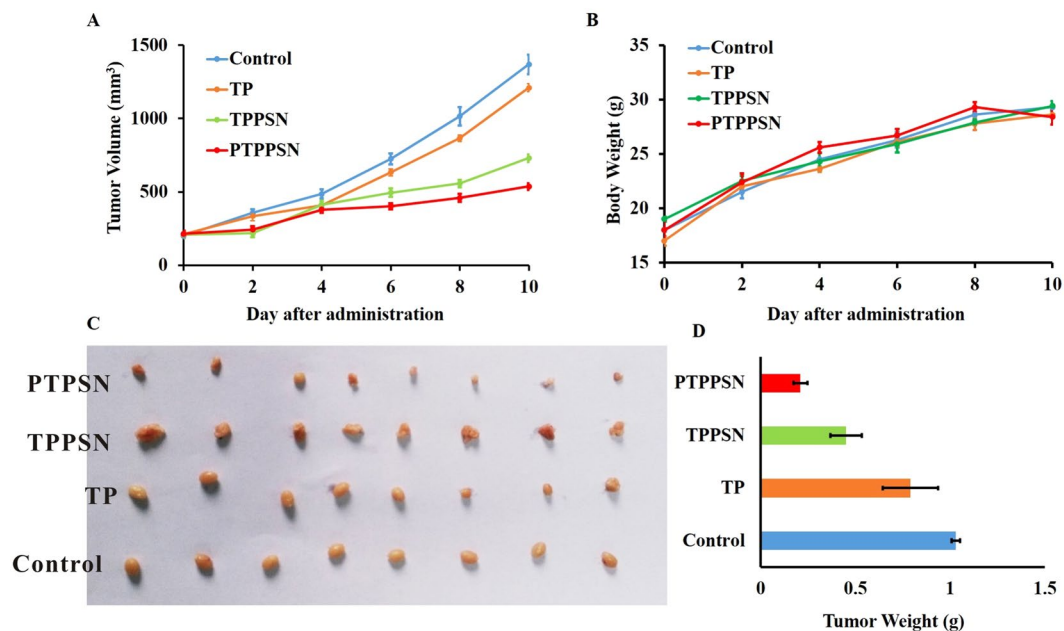 A
1500
1000
500
0
Tumor Volume (mm³)
Control
TP
TPPSN
PTPPSN
0 2 4 6 8 10
Day after administration
B
35
30
25
20
15
Body Weight (g)
Control
TP
TPPSN
PTPPSN
0 2 4 6 8 10
Day after administration
C
PTPSN
TPPSN
TP
Control
D
PTPPSN
TPPSN
TP
Control
0 0.5 1 1.5
Tumor Weight (g)